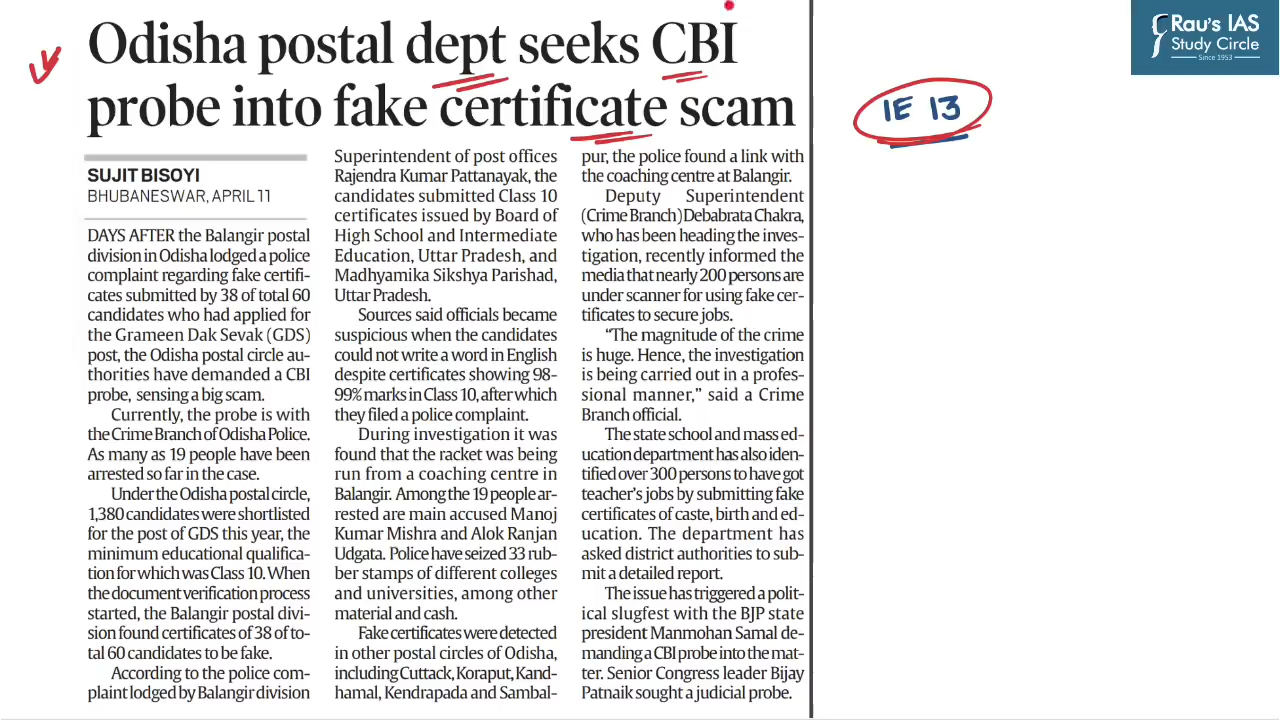 Odisha postal dept seeks CBI
probe into fake certificate scam
SUJIT BISOYI
BHUBANESWAR, APRIL 11
DAYS AFTER the Balangir postal
division in Odisha lodged a police
complaint regarding fake certifi-
cates submitted by 38 of total 60
candidates who had applied for
the Grameen Dak Sevak (GDS)
post, the Odisha postal circle au-
thorities have demanded a CBI
probe, sensing a big scam.
Currently, the probe is with
the Crime Branch of Odisha Police.
As many as 19 people have been
arrested so far in the case.
Under the Odisha postal circle,
1,380 candidates were shortlisted
for the post of GDS this year, the
minimum educational qualifica-
tion for which was Class 10. When
the document verification process
started, the Balangir postal divi-
sion found certificates of 38 of to-
tal 60 candidates to be fake.
According to the police com-
plaint lodged by Balangir division
Superintendent of post offices
Rajendra Kumar Pattanayak, the
candidates submitted Class 10
certificates issued by Board of
High School and Intermediate
Education, Uttar Pradesh, and
Madhyamika Sikshya Parishad,
Uttar Pradesh.
Sources said officials became
suspicious when the candidates
could not write a word in English
despite certificates showing 98-
99% marks in Class 10, after which
they filed a police complaint.
During investigation it was
found that the racket was being
run from a coaching centre in
Balangir. Among the 19 people ar-
rested are main accused Manoj
Kumar Mishra and Alok Ranjan
Udgata. Police have seized 33 rub-
ber stamps of different colleges
and universities, among other
material and cash.
Fake certificates were detected
in other postal circles of Odisha,
including Cuttack, Koraput, Kand-
hamal, Kendrapada and Sambal-
pur, the police found a link with
the coaching centre at Balangir.
Deputy Superintendent
(Crime Branch) Debabrata Chakra,
who has been heading the inves-
tigation, recently informed the
media that nearly 200 persons are
under scanner for using fake cer-
tificates to secure jobs.
“The magnitude of the crime
is huge. Hence, the investigation
is being carried out in a profes-
sional manner,” said a Crime
Branch official.
The state school and mass ed-
ucation department has also iden-
tified over 300 persons to have got
teacher's jobs by submitting fake
certificates of caste, birth and ed-
ucation. The department has
asked district authorities to sub-
mit a detailed report.
The issue has triggered a polit-
ical slugfest with the BJP state
president Manmohan Samal de-
manding a CBI probe into the mat-
ter. Senior Congress leader Bijay
Patnaik sought a judicial probe.
IE 13
Rau's IAS
Study Circle
Since 1953